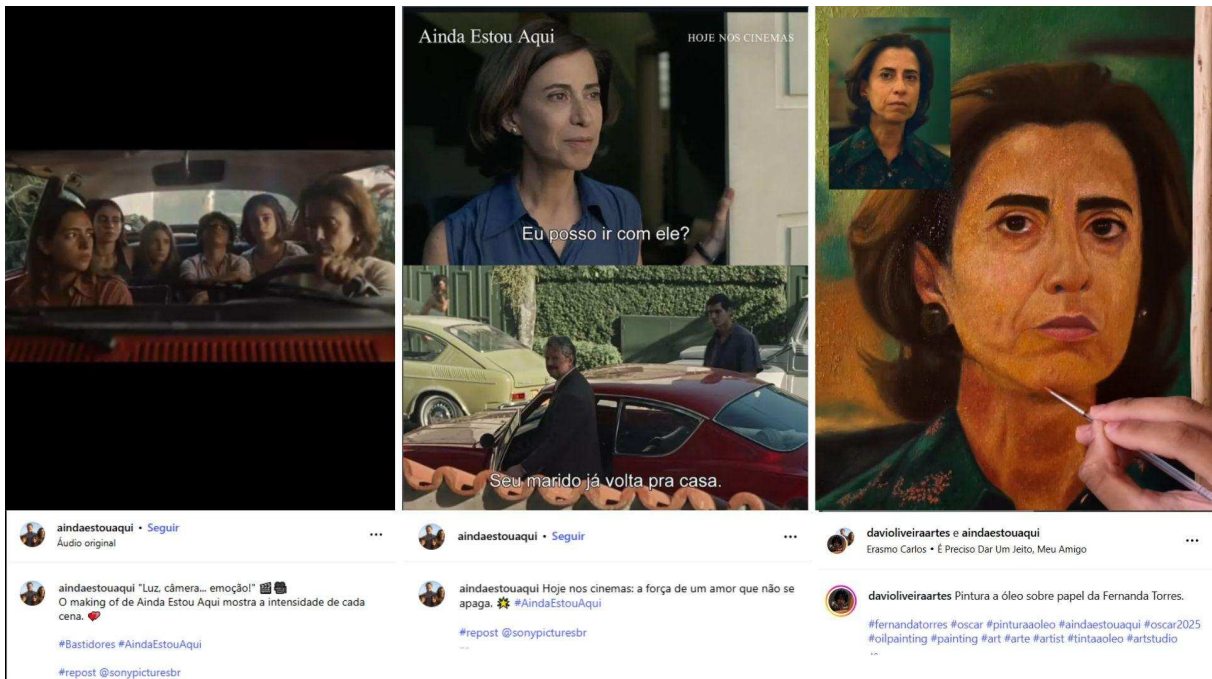 Ainda Estou Aqui
HOJE NOS CINEMAS
Eu posso ir com ele?
Seu marido já volta pra casa.
aindaestouaqui • Seguir
Áudio original
...
aindaestouaqui "Luz, câmera... emoção!"
O making of de Ainda Estou Aqui mostra a intensidade de cada
cena.
#Bastidores #AindaEstouAqui
#repost @sonypicturesbr
aindaestouaqui • Seguir
...
aindaestouaqui Hoje nos cinemas: a força de um amor que não se
apaga. #AindaEstouAqui
#repost @sonypicturesbr
...
davioliveiraartes e aindaestouaqui
Erasmo Carlos • É Preciso Dar Um Jeito, Meu Amigo
...
davioliveiraartes Pintura a óleo sobre papel da Fernanda Torres.
#fernandatorres #oscar #pinturaaoleo #aindaestouaqui #oscar2025
#oilpainting #painting #art #arte #artist #tintaaoleo #artstudio